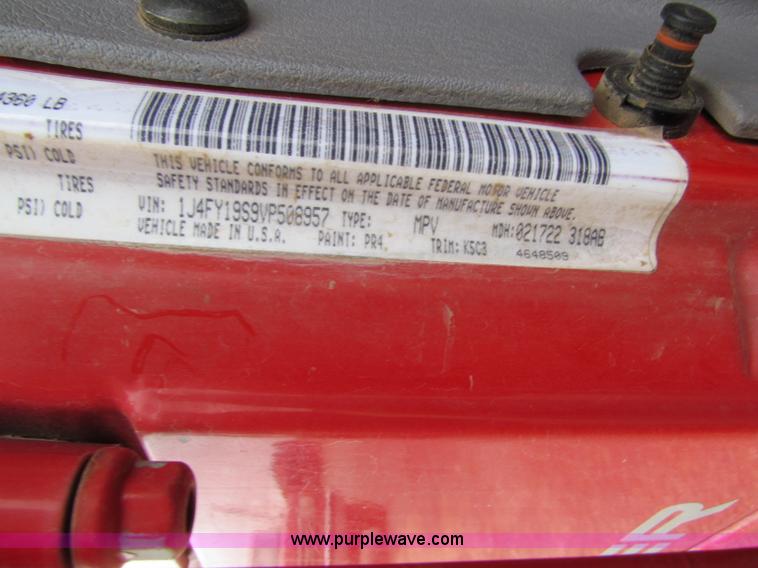 4360 LB
TIRES
PSI) COLD
TIRES
PSI) COLD
THIS VEHICLE CONFORMS TO ALL APPLICABLE FEDERAL MOTOR VEHICLE
SAFETY STANDARDS IN EFFECT ON THE DATE OF MANUFACTURE SHOWN ABOVE.
VIN: 1J4FY19S9VP508957 TYPE: MPV MDH:021722 318AB
VEHICLE MADE IN U.S.A. PAINT: PR4 TRIM: K5C3 4648509
www.purplewave.com